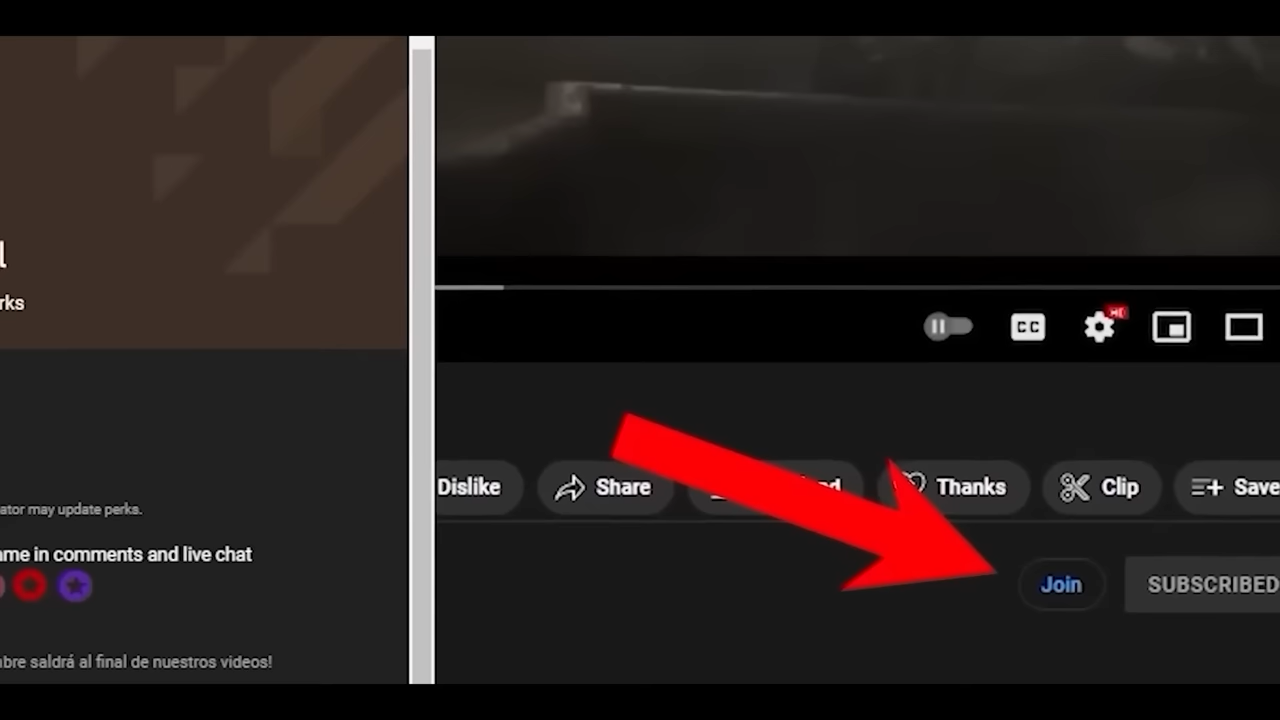 rks
ator may update perks.
ame in comments and live chat
bre saldrá al final de nuestros videos!
CC
Dislike
Share
Thanks
Clip
Save
Join
SUBSCRIBED